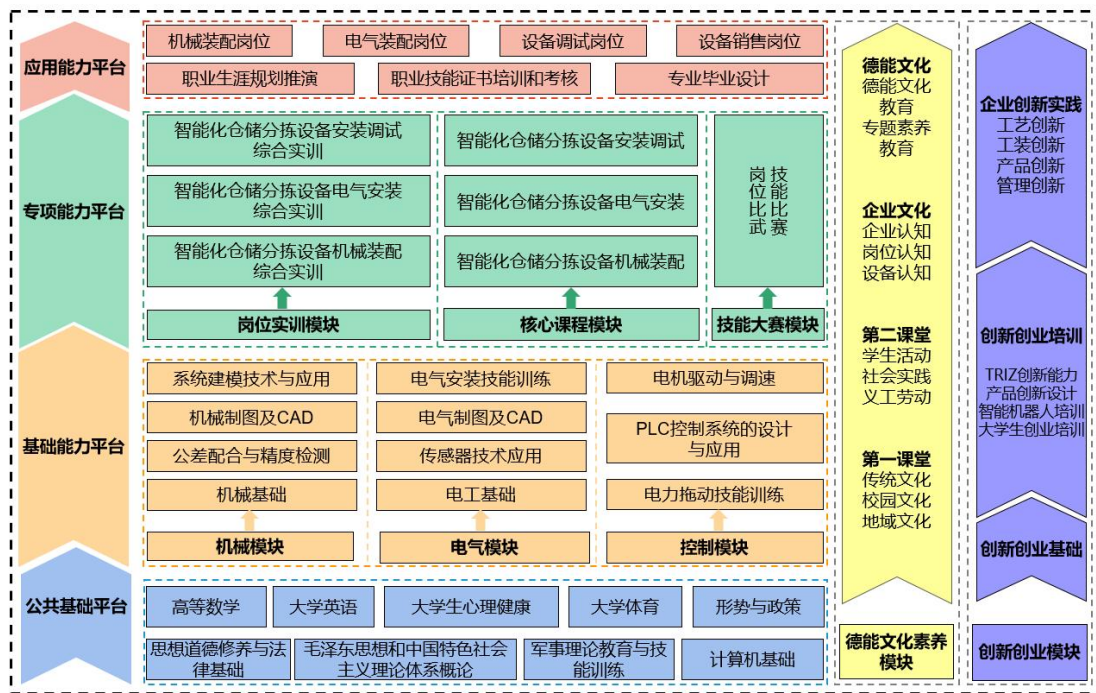 应用能力平台
机械装配岗位
电气装配岗位
设备调试岗位
设备销售岗位
职业生涯规划推演
职业技能证书培训和考核
专业毕业设计
专项能力平台
智能化仓储分拣设备安装调试
综合实训
智能化仓储分拣设备电气安装
综合实训
智能化仓储分拣设备机械装配
综合实训
岗位实训模块
智能化仓储分拣设备安装调试
智能化仓储分拣设备电气安装
智能化仓储分拣设备机械装配
核心课程模块
技能比赛
岗位比武
技能大赛模块
基础能力平台
系统建模技术与应用
机械制图及CAD
公差配合与精度检测
机械基础
机械模块
电气安装技能训练
电气制图及CAD
传感器技术应用
电工基础
电气模块
电机驱动与调速
PLC控制系统的设计
与应用
电力拖动技能训练
控制模块
公共基础平台
高等数学
大学英语
大学生心理健康
大学体育
形势与政策
思想道德修养与法
律基础
毛泽东思想和中国特色社会
主义理论体系概论
军事理论教育与技
能训练
计算机基础
德能文化
德能文化
教育
专题素养
教育
企业文化
企业认知
岗位认知
设备认知
第二课堂
学生活动
社会实践
义工劳动
第一课堂
传统文化
校园文化
地域文化
德能文化素养
模块
企业创新实践
工艺创新
工装创新
产品创新
管理创新
创新创业培训
TRIZ创新能力
产品创新设计
智能机器人培训
大学生创业培训
创新创业基础
创新创业模块